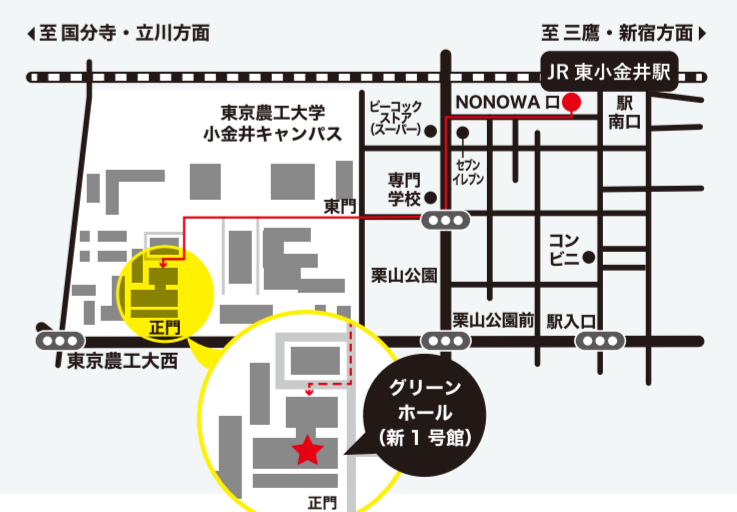 至 国分寺・立川方面
至 三鷹・新宿方面
JR 東小金井駅
NONOWA 口
駅
南口
東京農工大学
小金井キャンパス
ピーコック
ストア
（スーパー）
セブン
イレブン
専門
学校
東門
コン
ビニ
栗山公園
栗山公園前
駅入口
正門
東京農工大西
グリーン
ホール
（新 1 号館）
正門